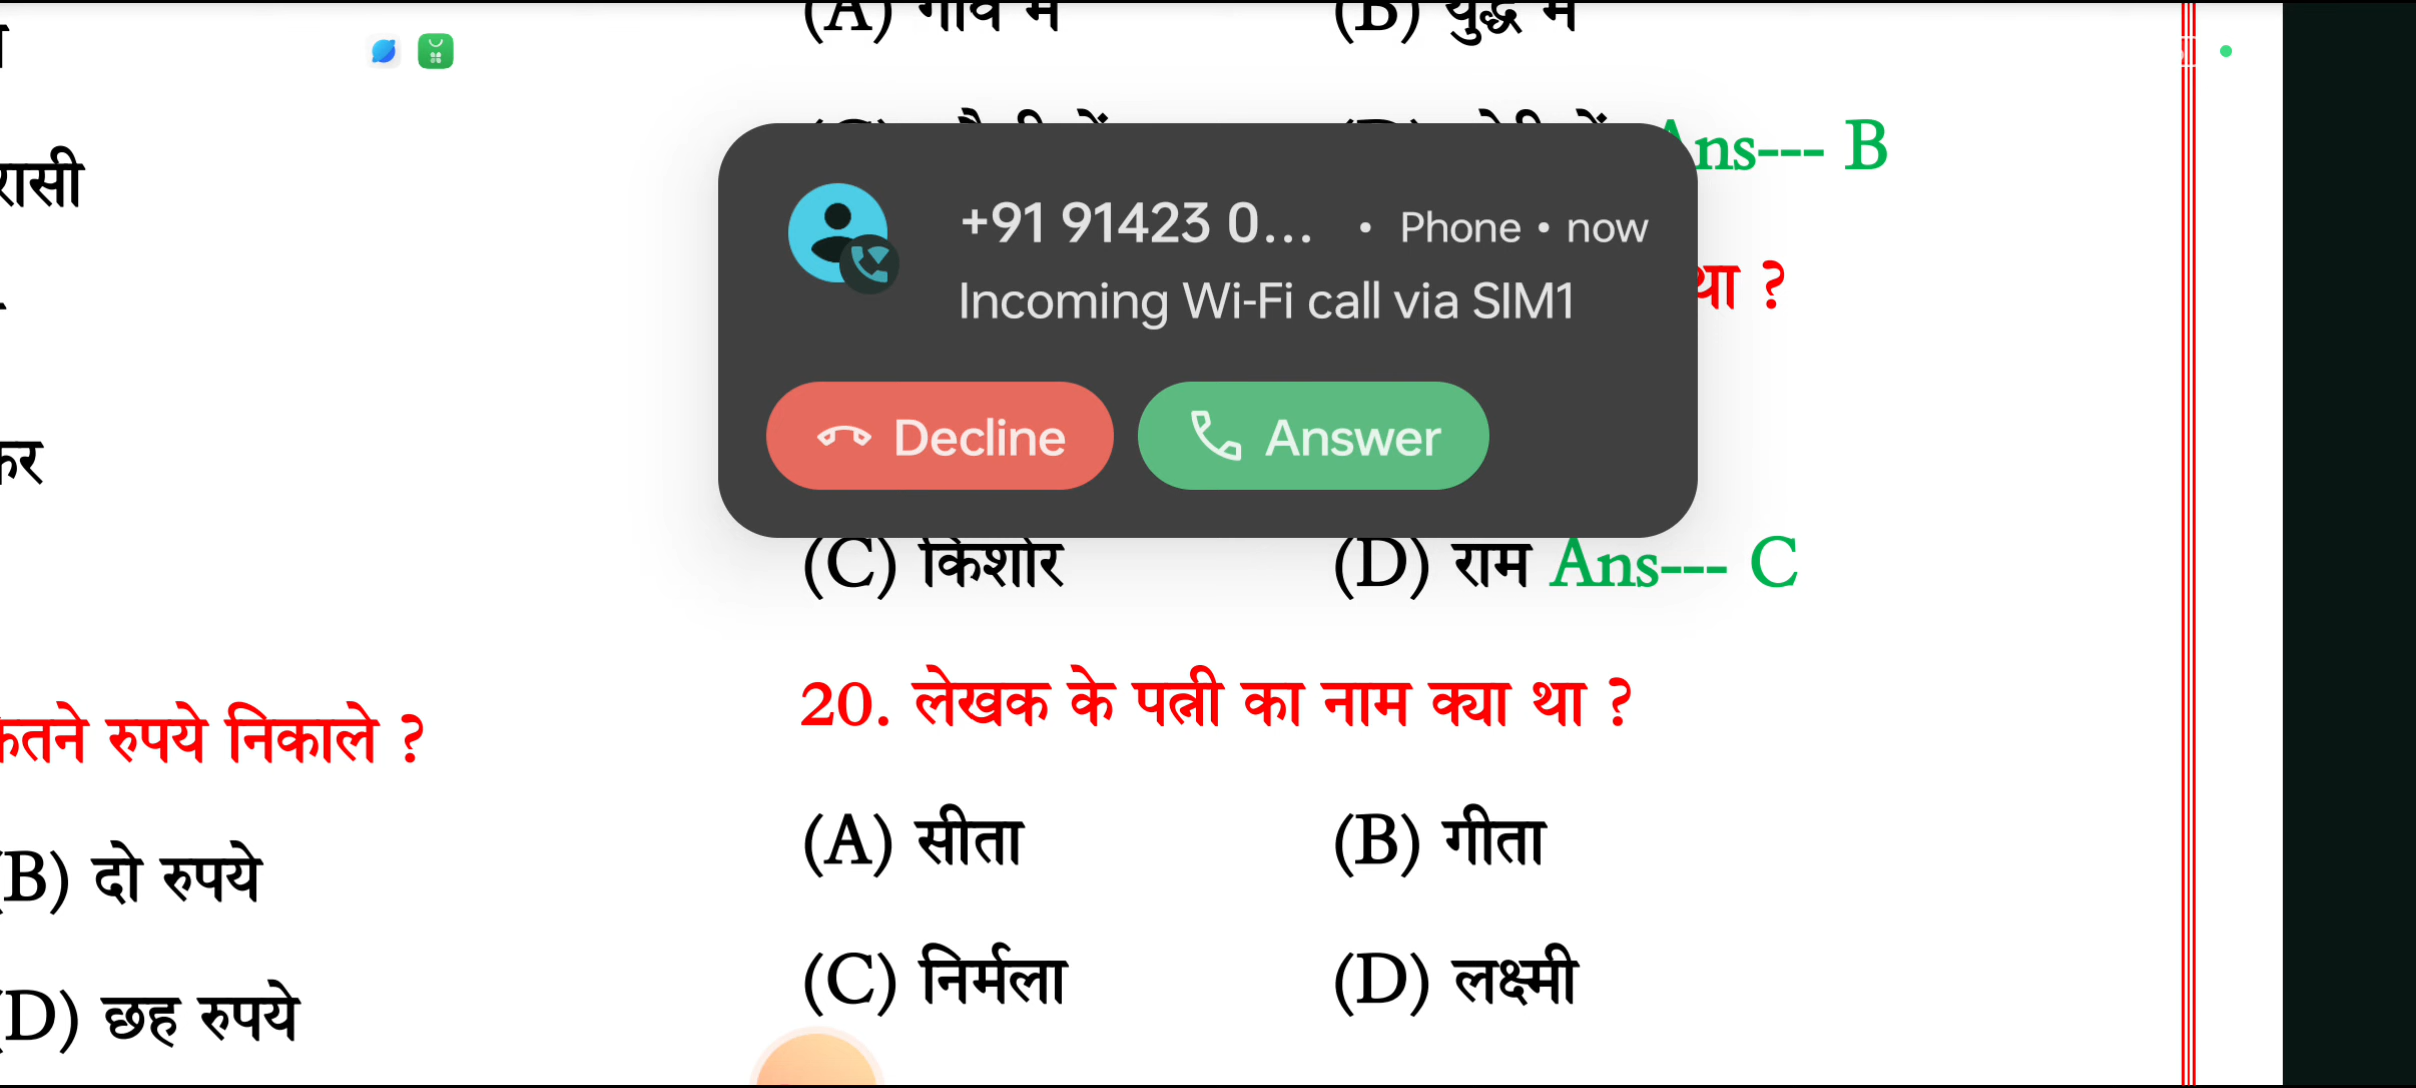 (A) गांव में
(B) युद्ध में
रासी
Ans--- B
+91 91423 0... • Phone • now
Incoming Wi-Fi call via SIM1
था ?
Decline
Answer
कर
(C) किशोर
(D) राम Ans--- C
20. लेखक के पत्नी का नाम क्या था ?
कतने रुपये निकाले ?
(A) सीता
(B) गीता
(B) दो रुपये
(C) निर्मला
(D) लक्ष्मी
(D) छह रुपये